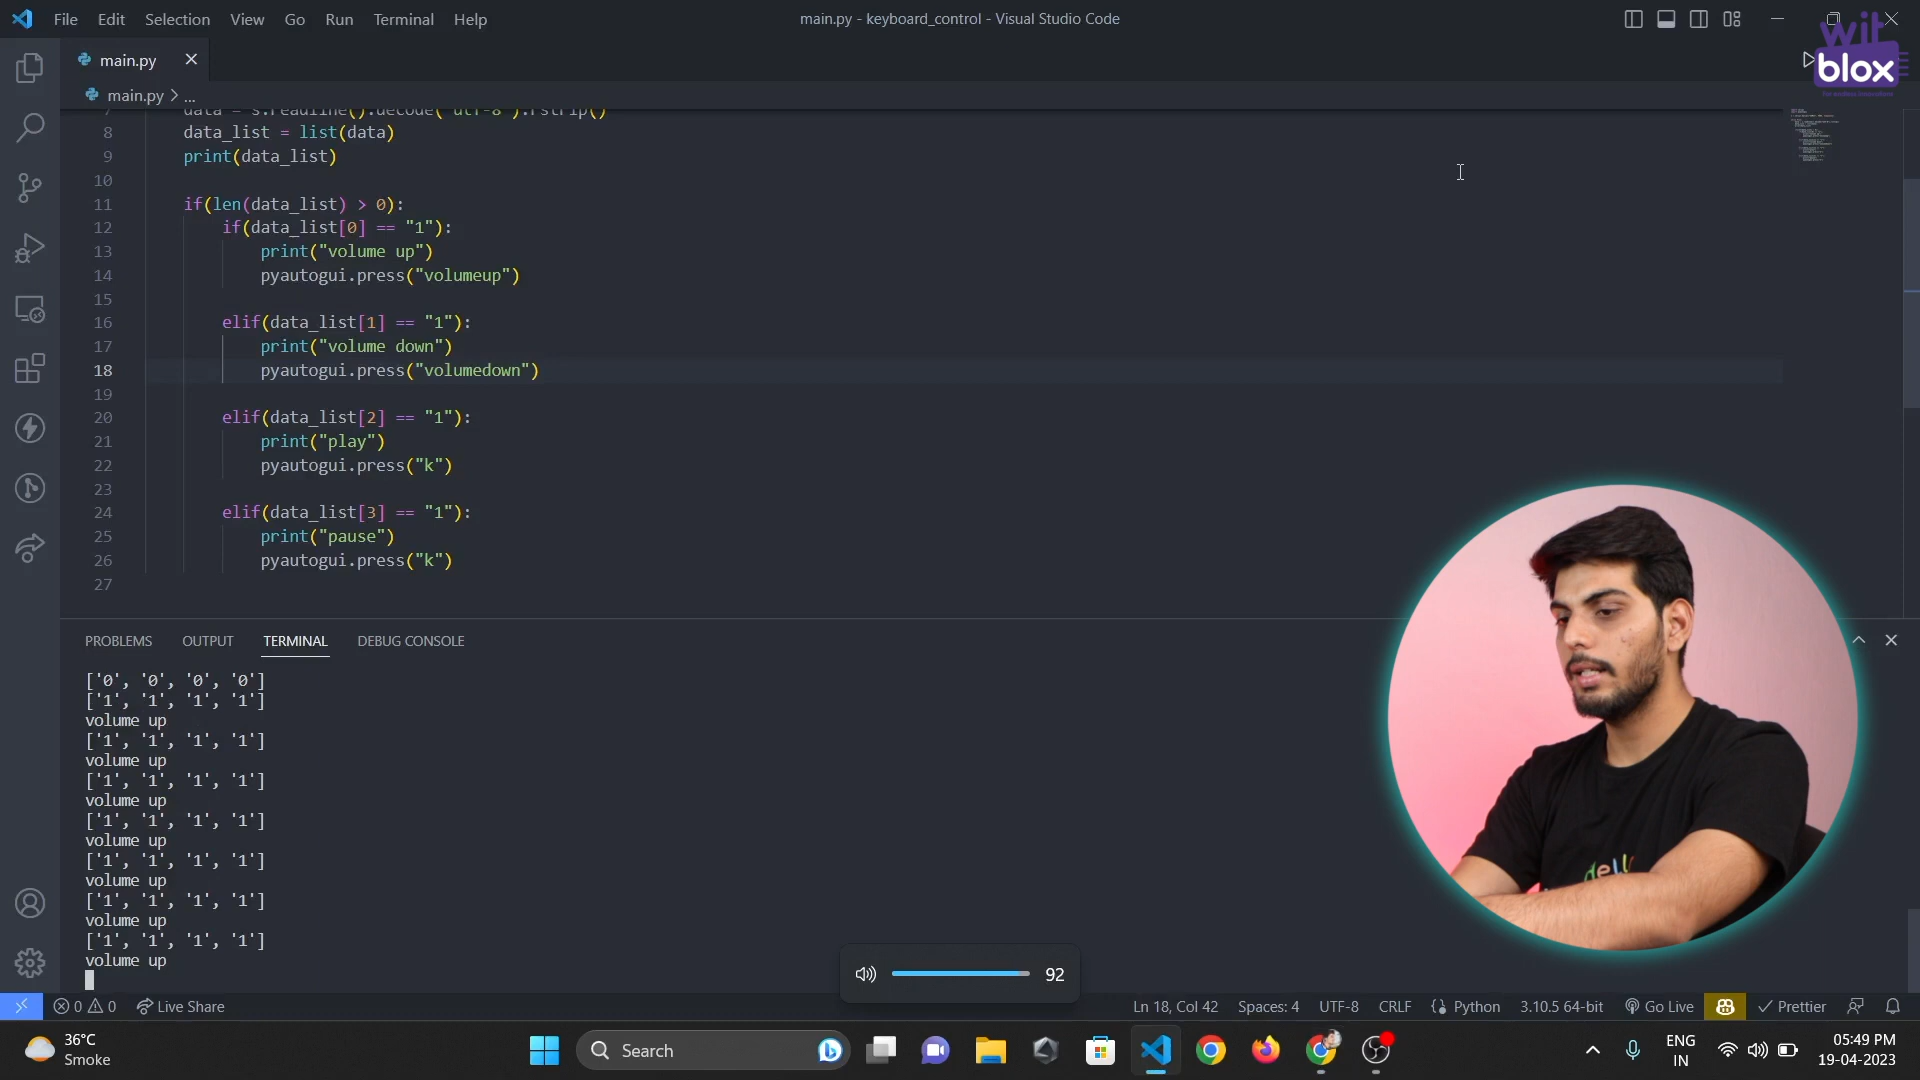 File Edit Selection View Go Run Terminal Help
main.py - keyboard_control - Visual Studio Code
wit
blox
main.py
main.py > ...
7 data = s.readline().decode("utf-8").rstrip()
8 data_list = list(data)
9 print(data_list)
10
11 if(len(data_list) > 0):
12 if(data_list[0] == "1"):
13 print("volume up")
14 pyautogui.press("volumeup")
15
16 elif(data_list[1] == "1"):
17 print("volume down")
18 pyautogui.press("volumedown")
19
20 elif(data_list[2] == "1"):
21 print("play")
22 pyautogui.press("k")
23
24 elif(data_list[3] == "1"):
25 print("pause")
26 pyautogui.press("k")
27
PROBLEMS OUTPUT TERMINAL DEBUG CONSOLE
['0', '0', '0', '0']
['1', '1', '1', '1']
volume up
['1', '1', '1', '1']
volume up
['1', '1', '1', '1']
volume up
['1', '1', '1', '1']
volume up
['1', '1', '1', '1']
volume up
['1', '1', '1', '1']
volume up
['1', '1', '1', '1']
volume up
92
0 0 Live Share
Ln 18, Col 42 Spaces: 4 UTF-8 CRLF Python 3.10.5 64-bit Go Live Prettier
36°C
Smoke
Search
ENG
IN
05:49 PM
19-04-2023